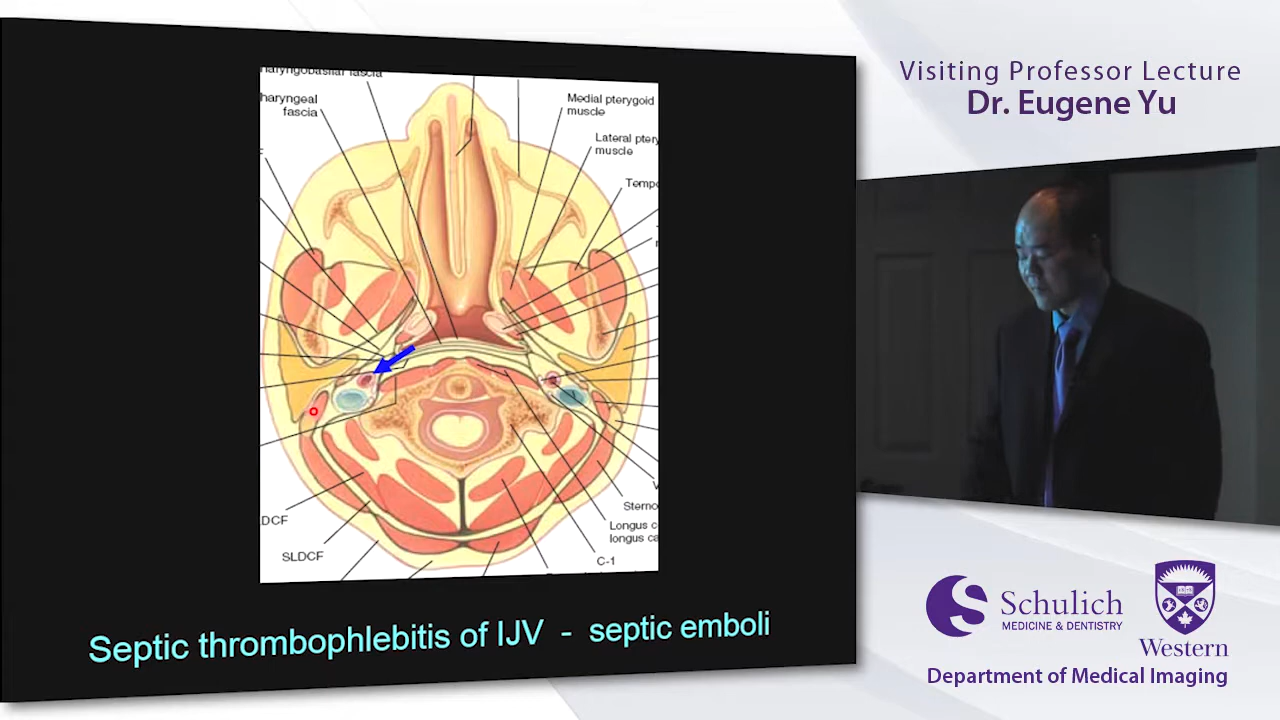 haryngobasilar fascia
haryngeal
fascia
Medial pterygoid
muscle
Lateral pter
muscle
Temp
DCF
SLDCF
Sterno
Longus c
longus ca
C-1
Septic thrombophlebitis of IJV - septic emboli
Visiting Professor Lecture
Dr. Eugene Yu
Schulich
MEDICINE & DENTISTRY
Western
Department of Medical Imaging